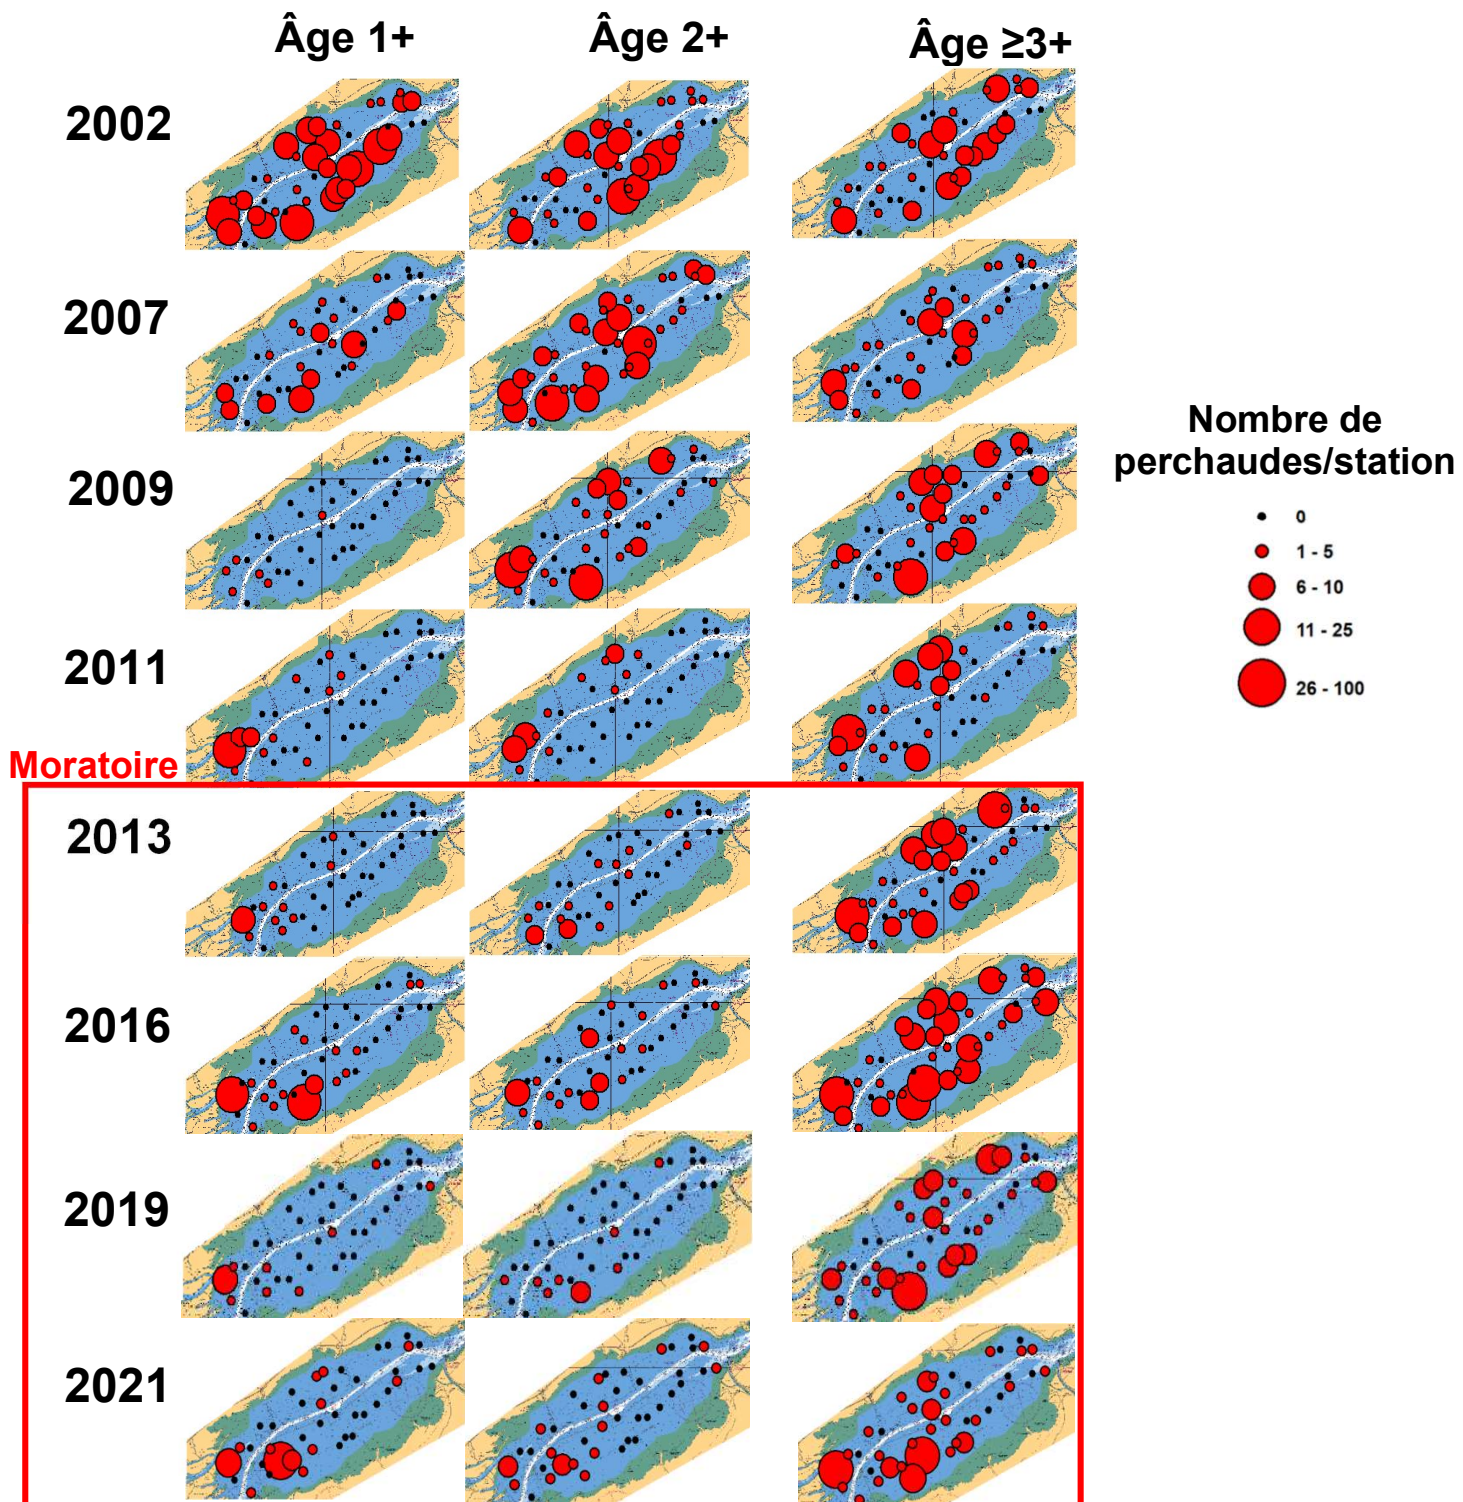 Âge 1+
Âge 2+
Âge ≥3+
2002
2007
2009
2011
Moratoire
2013
2016
2019
2021
Nombre de
perchaudes/station
0
1 - 5
6 - 10
11 - 25
26 - 100